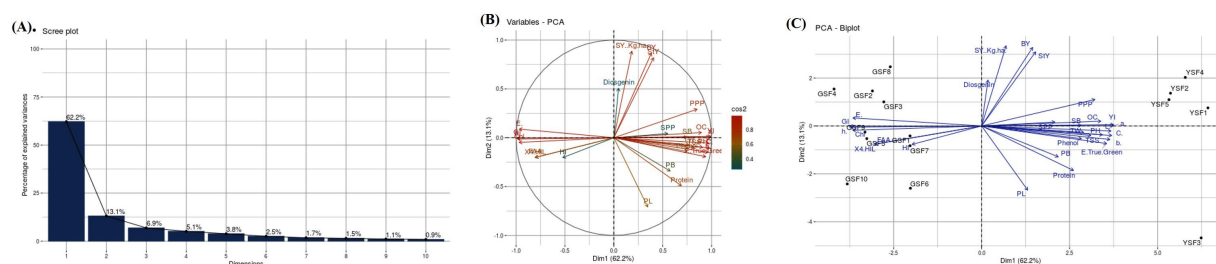 (A).
Scree plot
Percentage of explained variances
100
75
50
25
0
62.2%
13.1%
6.9%
5.1%
3.8%
2.5%
1.7%
1.5%
1.1%
0.9%
1 2 3 4 5 6 7 8 9 10
Dimensions
(B)
Variables - PCA
Dim2 (13.1%)
1.0
0.5
0.0
-0.5
-1.0
SY..Kg.ha
Diosgenin
PPP
SPP
SB
OC
HI
PB
Protein
PL
-1.0 -0.5 0.0 0.5 1.0
Dim1 (62.2%)
cos2
0.8
0.6
0.4
(C)
PCA - Biplot
Dim2 (13.1%)
2
0
-2
-4
SY..Kg.ha
BY
StY
Diosgenin
PPP
GSF8
GSF4
GSF2
GSF3
YSF4
YSF2
YSF5
YSF1
E.
GI
h.
OC
YI
SB
a.
PH
C.
Phenol
TSS
b.
E.True.Green
X4.HIL
GSF1
HI
GSF7
PB
Protein
GSF10
GSF6
PL
YSF3
-2.5 0.0 2.5 5.0
Dim1 (62.2%)